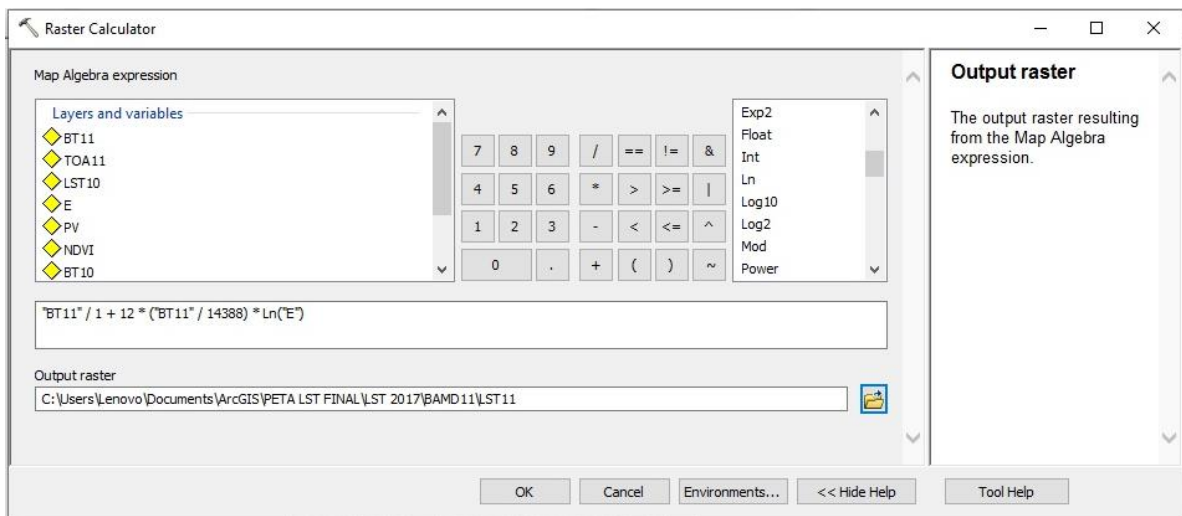 Raster Calculator
Map Algebra expression
Layers and variables
BT11
TOA11
LST10
E
PV
NDVI
BT10
7 8 9 / == != &
4 5 6 * > >= |
1 2 3 - < <= ^
0 . + ( ) ~
Exp2
Float
Int
Ln
Log10
Log2
Mod
Power
"BT11" / 1 + 12 * ("BT11" / 14388) * Ln("E")
Output raster
C:\Users\Lenovo\Documents\ArcGIS\PETA LST FINAL\LST 2017\BAMD11\LST11
OK Cancel Environments... << Hide Help Tool Help
Output raster
The output raster resulting
from the Map Algebra
expression.